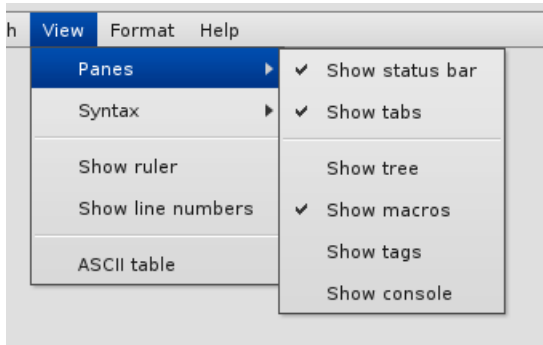 h View Format Help
Panes
Syntax
Show ruler
Show line numbers
ASCII table
Show status bar
Show tabs
Show tree
Show macros
Show tags
Show console